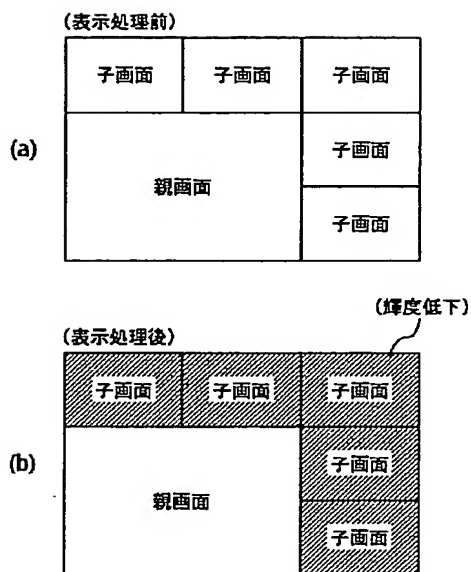 (表示処理前)
子画面 子画面 子画面
(a)
子画面
親画面
子画面
(輝度低下)
(表示処理後)
子画面 子画面 子画面
(b)
子画面
親画面
子画面